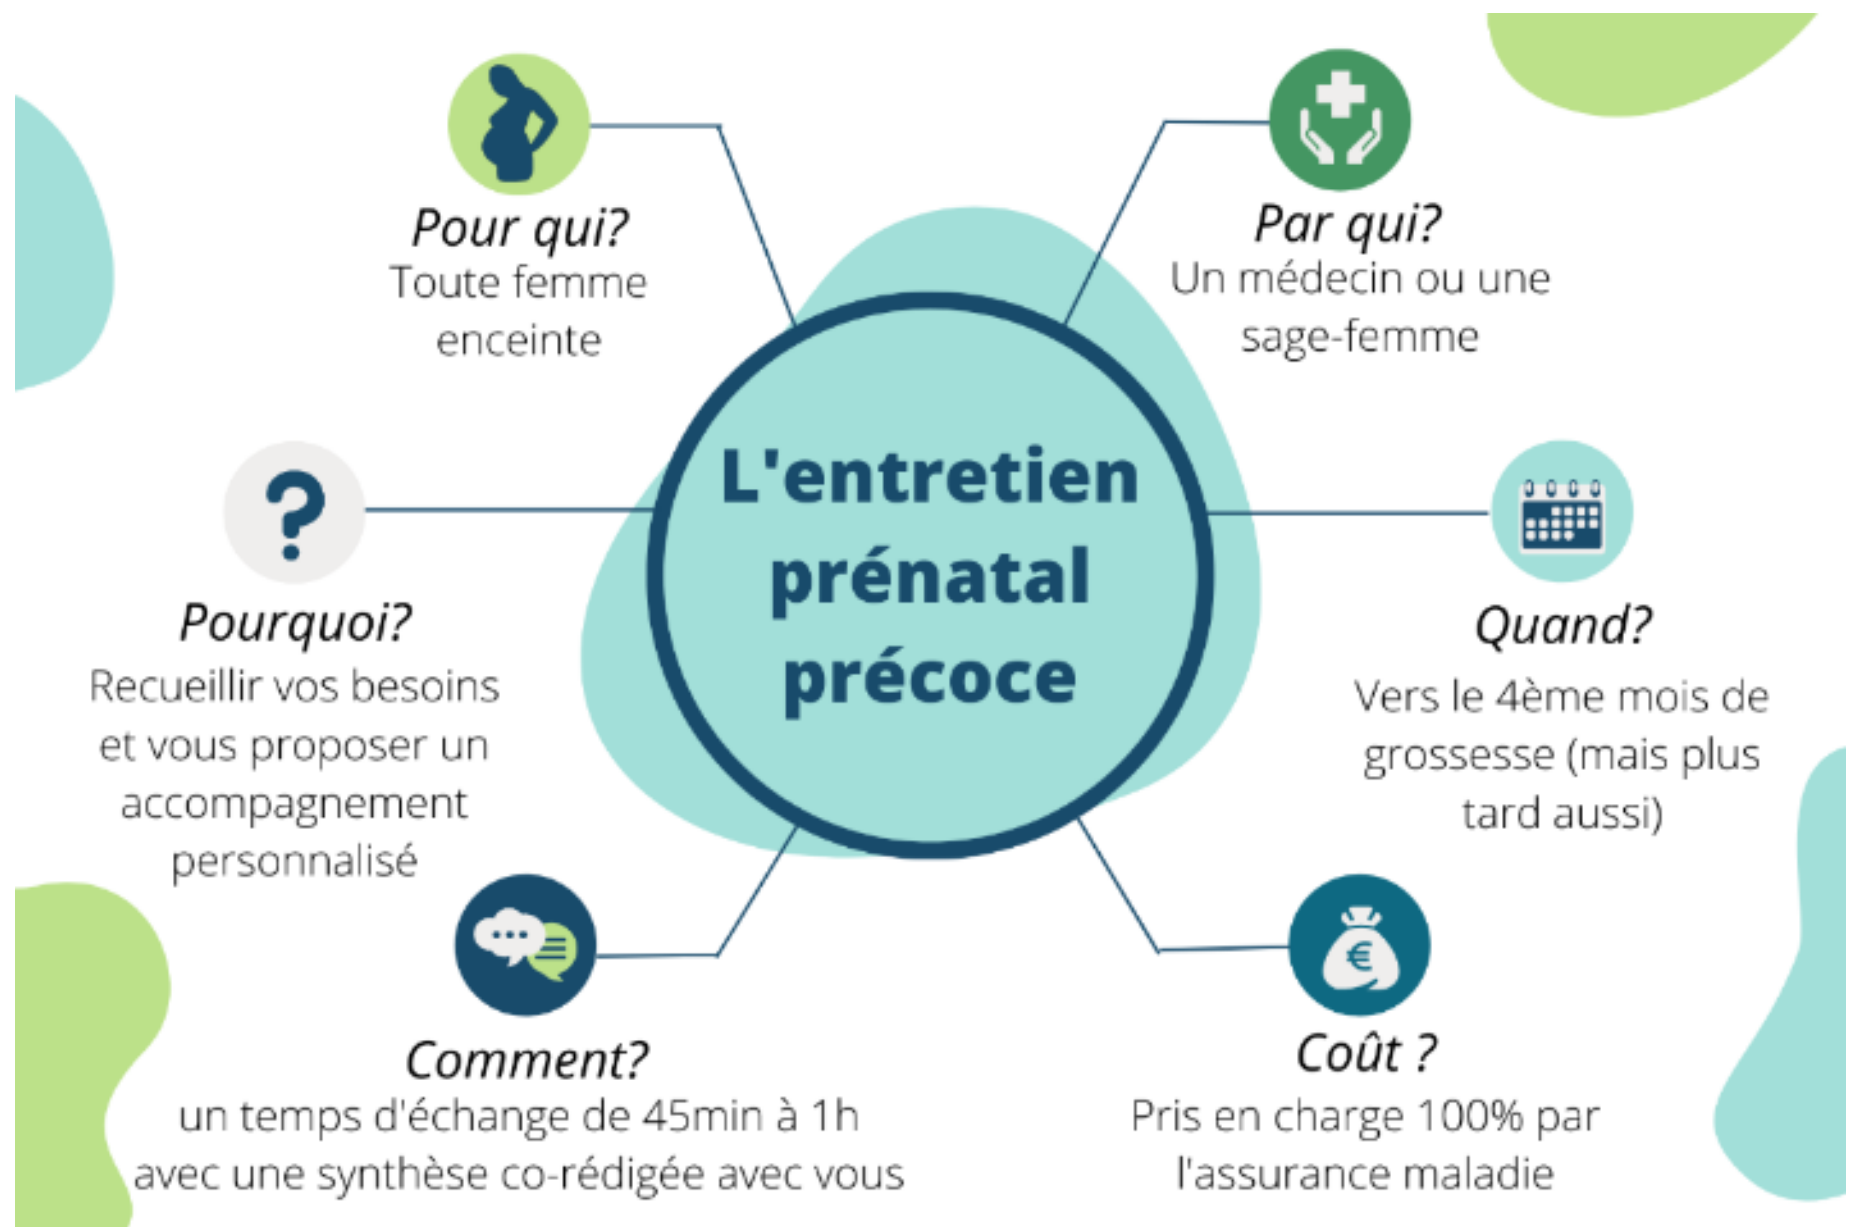 Pour qui?
Toute femme
enceinte
Par qui?
Un médecin ou une
sage-femme
L'entretien
prénatal
précoce
Pourquoi?
Recueillir vos besoins
et vous proposer un
accompagnement
personnalisé
Quand?
Vers le 4ème mois de
grossesse (mais plus
tard aussi)
Comment?
un temps d'échange de 45min à 1h
avec une synthèse co-rédigée avec vous
€
Coût ?
Pris en charge 100% par
l'assurance maladie